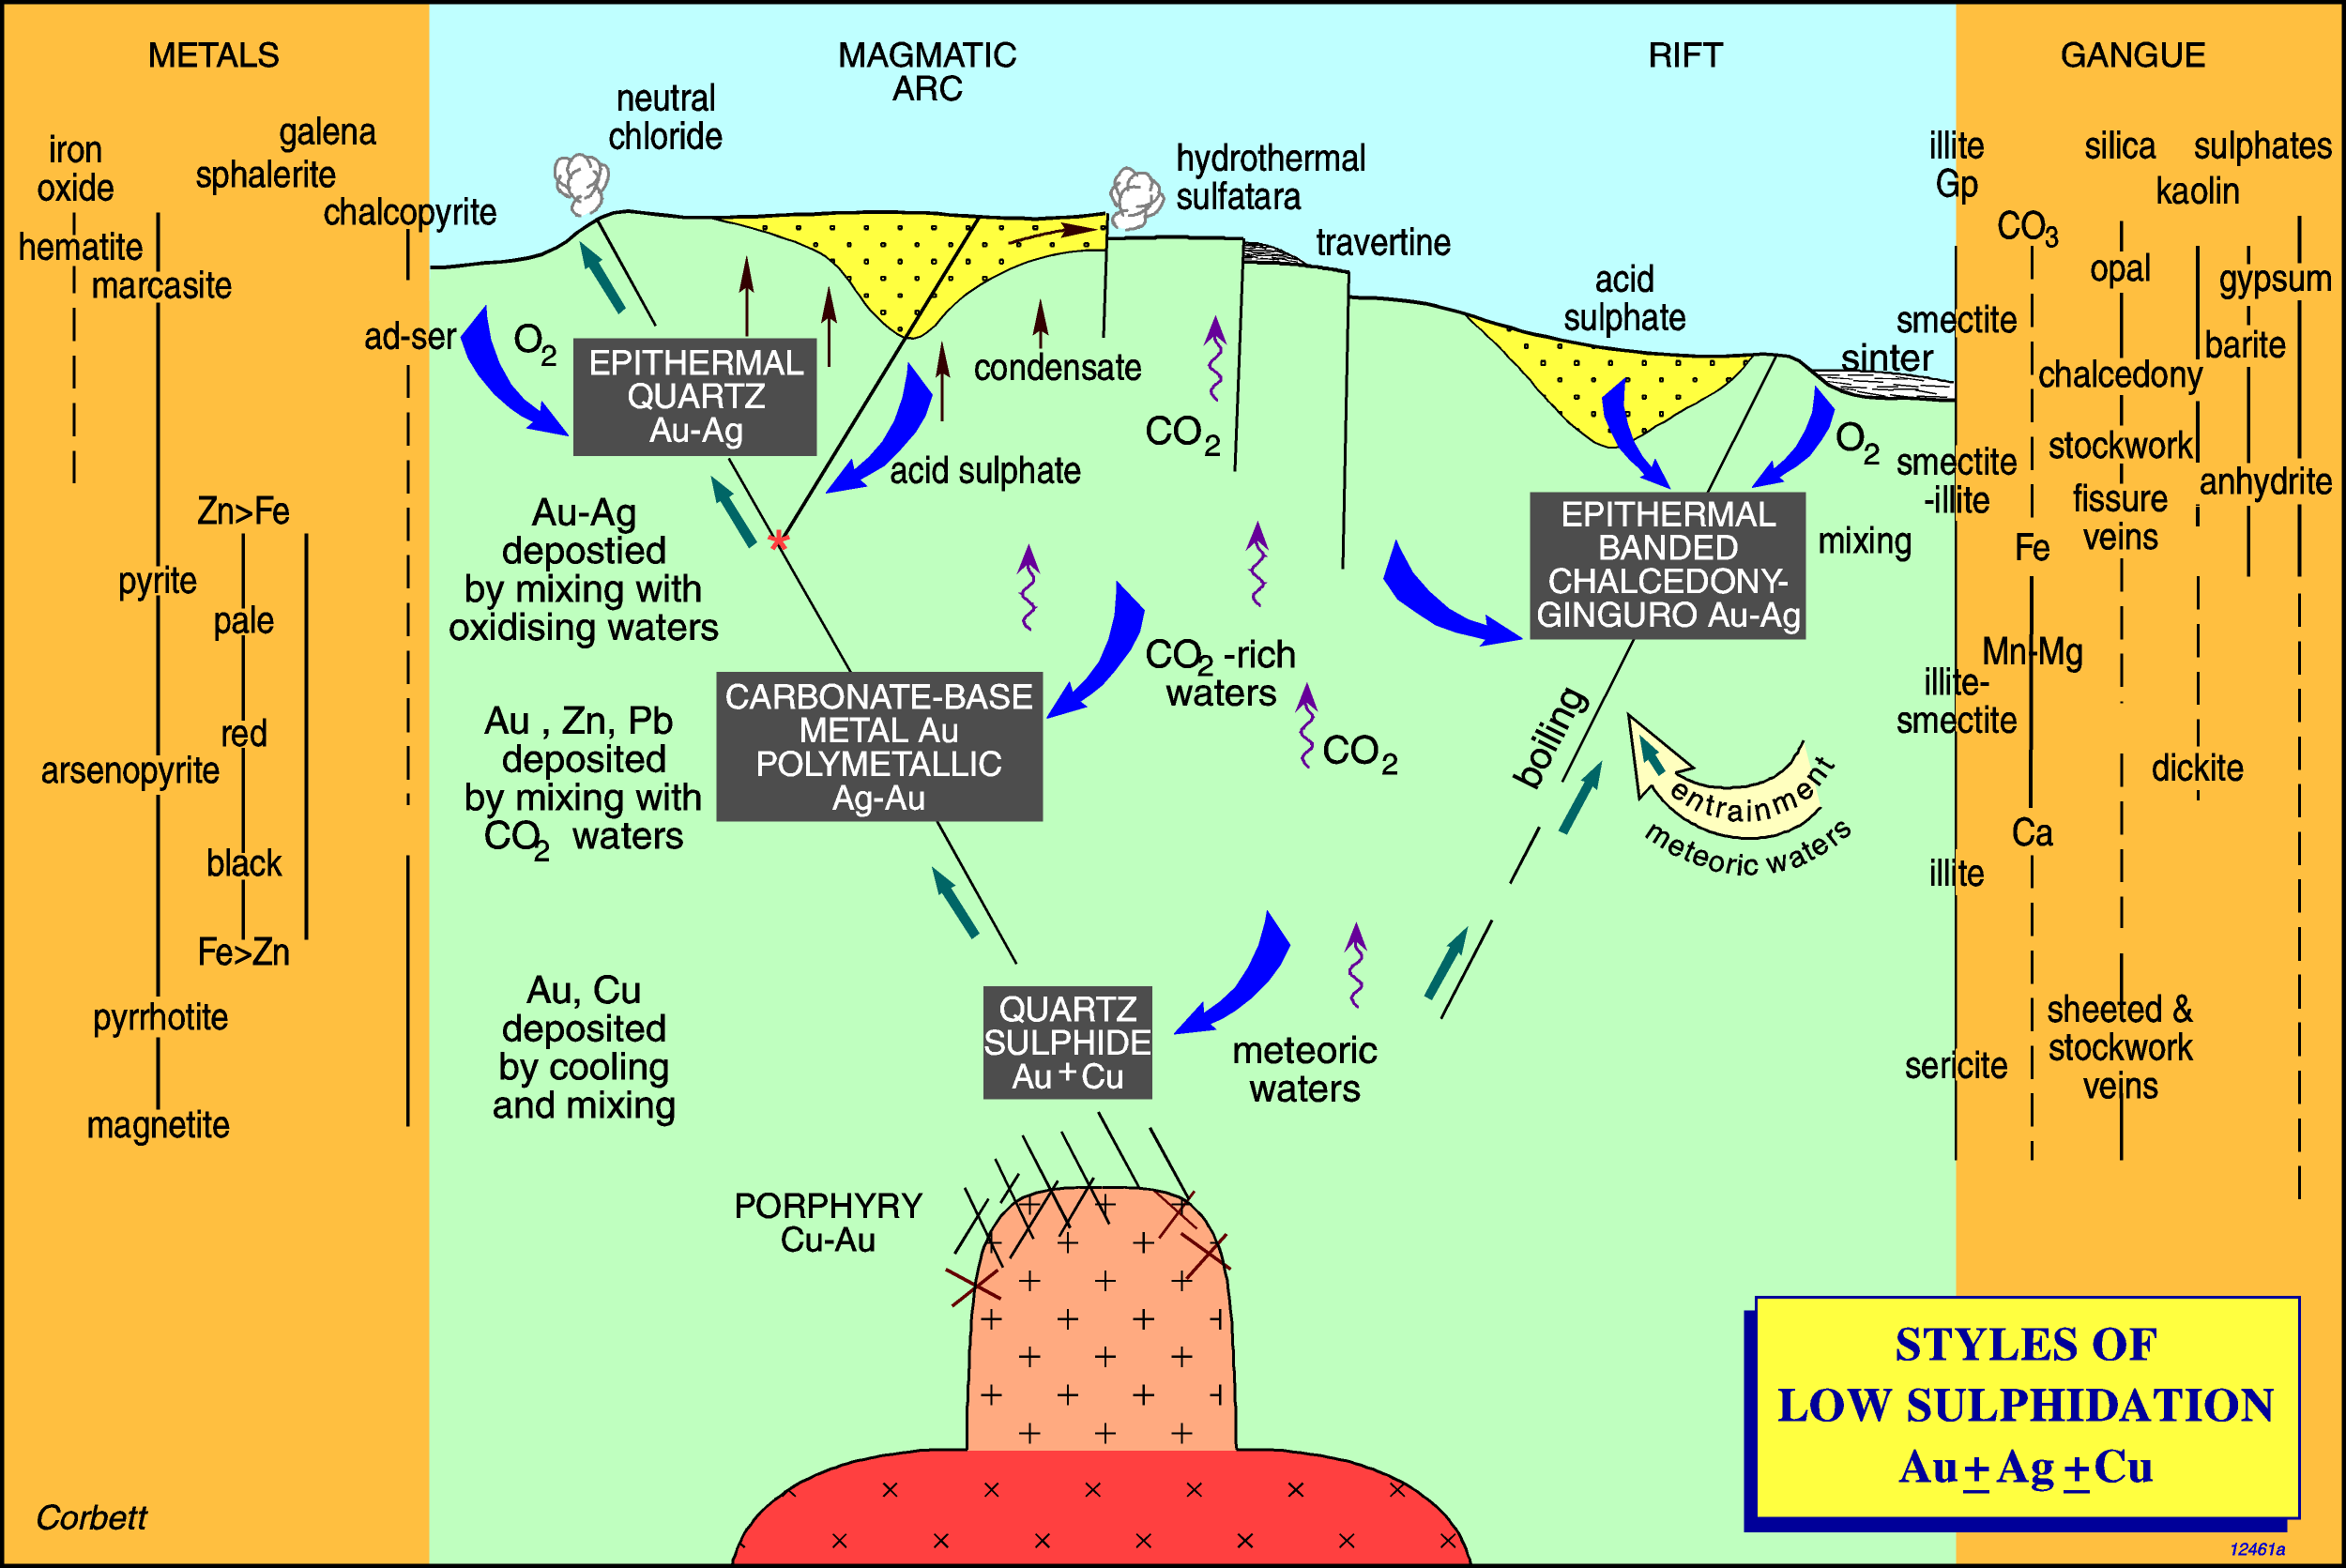 METALS
MAGMATIC
ARC
RIFT
GANGUE
iron
oxide
galena
sphalerite
chalcopyrite
hematite
marcasite
ad-ser
Zn>Fe
pyrite
pale
red
arsenopyrite
black
Fe>Zn
pyrrhotite
magnetite
neutral
chloride
hydrothermal
sulfatara
travertine
acid
sulphate
sinter
O2
EPITHERMAL
QUARTZ
Au-Ag
condensate
CO2
acid sulphate
O2
Au-Ag
depostied
by mixing with
oxidising waters
EPITHERMAL
BANDED
CHALCEDONY-
GINGURO Au-Ag
mixing
CO2 -rich
waters
CARBONATE-BASE
METAL Au
POLYMETALLIC
Ag-Au
Au , Zn, Pb
deposited
by mixing with
CO2 waters
CO2
boiling
entrainment
meteoric waters
Au, Cu
deposited
by cooling
and mixing
QUARTZ
SULPHIDE
Au+Cu
meteoric
waters
PORPHYRY
Cu-Au
illite
Gp
silica
sulphates
kaolin
CO3
opal
gypsum
smectite
barite
chalcedony
stockwork
smectite
-illite
anhydrite
fissure
veins
Fe
Mn-Mg
illite-
smectite
dickite
Ca
illite
sheeted &
stockwork
veins
sericite
STYLES OF
LOW SULPHIDATION
Au ± Ag ± Cu
Corbett
12461a